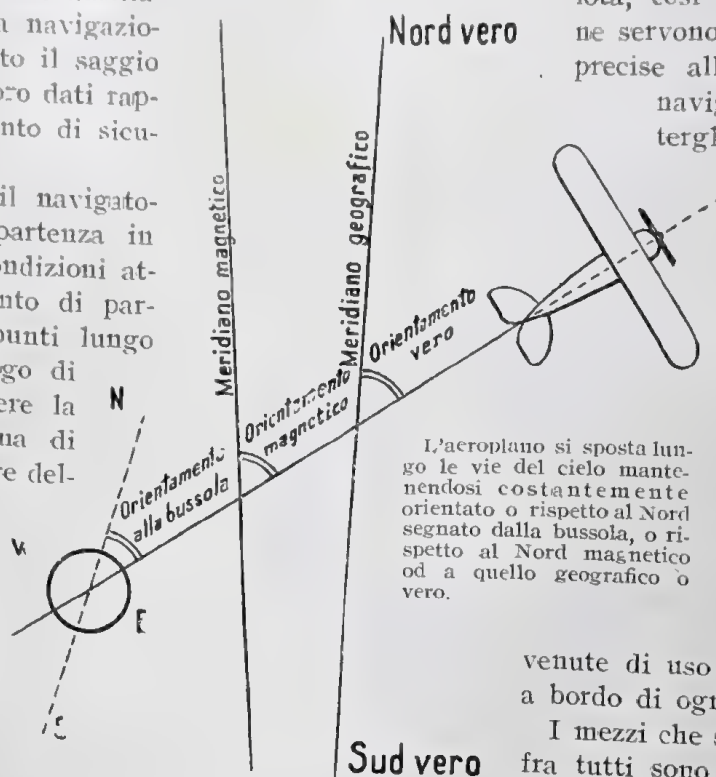 a navigazio-
to il saggio
ro dati rap-
nto di sicu-
il navigato-
partenza in
ndizioni at-
nto di par-
punti lungo
go di
ere la
na di
re del-
ne servono
precise all
navig
tergl
Nord vero
Meridiano magnetico
Meridiano geografico
Orientamento
vero
Orientamento
magnetico
Orientamento
alla bussola
N
E
S
L'aeroplano si sposta lun-
go le vie del cielo mante-
nendosi costantemente
orientato o rispetto al Nord
segnato dalla bussola, o ri-
spetto al Nord magnetico
od a quello geografico o
vero.
Sud vero
venute di uso
a bordo di ogn
I mezzi che s
fra tutti sono